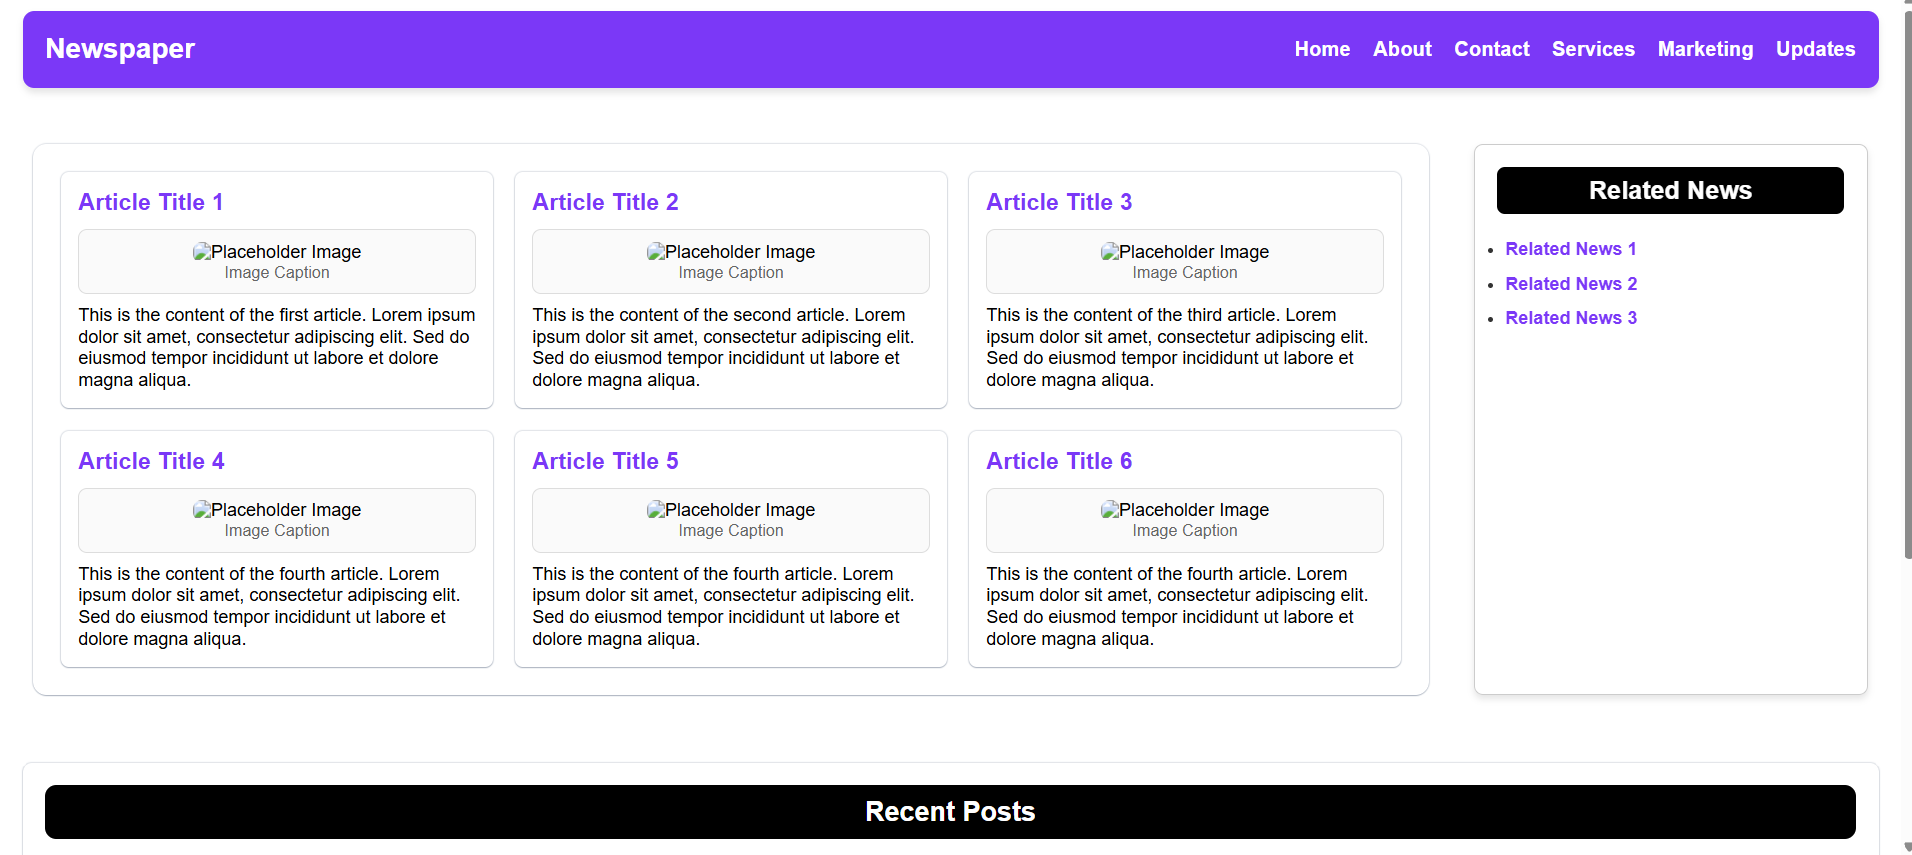 Newspaper
Home About Contact Services Marketing Updates
Article Title 1
Placeholder Image
Image Caption
This is the content of the first article. Lorem ipsum
dolor sit amet, consectetur adipiscing elit. Sed do
eiusmod tempor incididunt ut labore et dolore
magna aliqua.
Article Title 2
Placeholder Image
Image Caption
This is the content of the second article. Lorem
ipsum dolor sit amet, consectetur adipiscing elit.
Sed do eiusmod tempor incididunt ut labore et
dolore magna aliqua.
Article Title 3
Placeholder Image
Image Caption
This is the content of the third article. Lorem
ipsum dolor sit amet, consectetur adipiscing elit.
Sed do eiusmod tempor incididunt ut labore et
dolore magna aliqua.
Article Title 4
Placeholder Image
Image Caption
This is the content of the fourth article. Lorem
ipsum dolor sit amet, consectetur adipiscing elit.
Sed do eiusmod tempor incididunt ut labore et
dolore magna aliqua.
Article Title 5
Placeholder Image
Image Caption
This is the content of the fourth article. Lorem
ipsum dolor sit amet, consectetur adipiscing elit.
Sed do eiusmod tempor incididunt ut labore et
dolore magna aliqua.
Article Title 6
Placeholder Image
Image Caption
This is the content of the fourth article. Lorem
ipsum dolor sit amet, consectetur adipiscing elit.
Sed do eiusmod tempor incididunt ut labore et
dolore magna aliqua.
Related News
Related News 1
Related News 2
Related News 3
Recent Posts